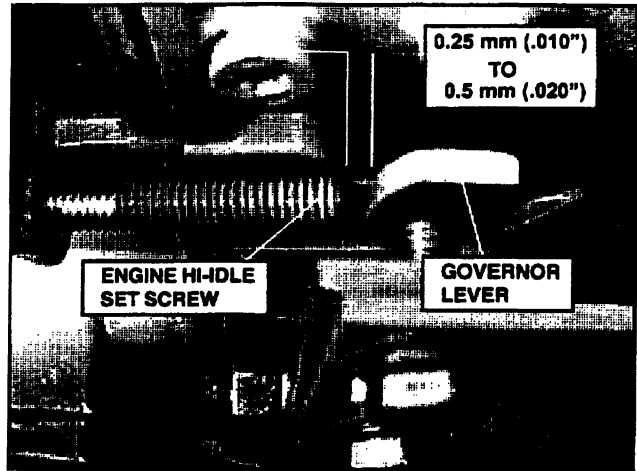 0.25 mm (.010")
TO
0.5 mm (.020")
ENGINE HI-IDLE
SET SCREW
GOVERNOR
LEVER